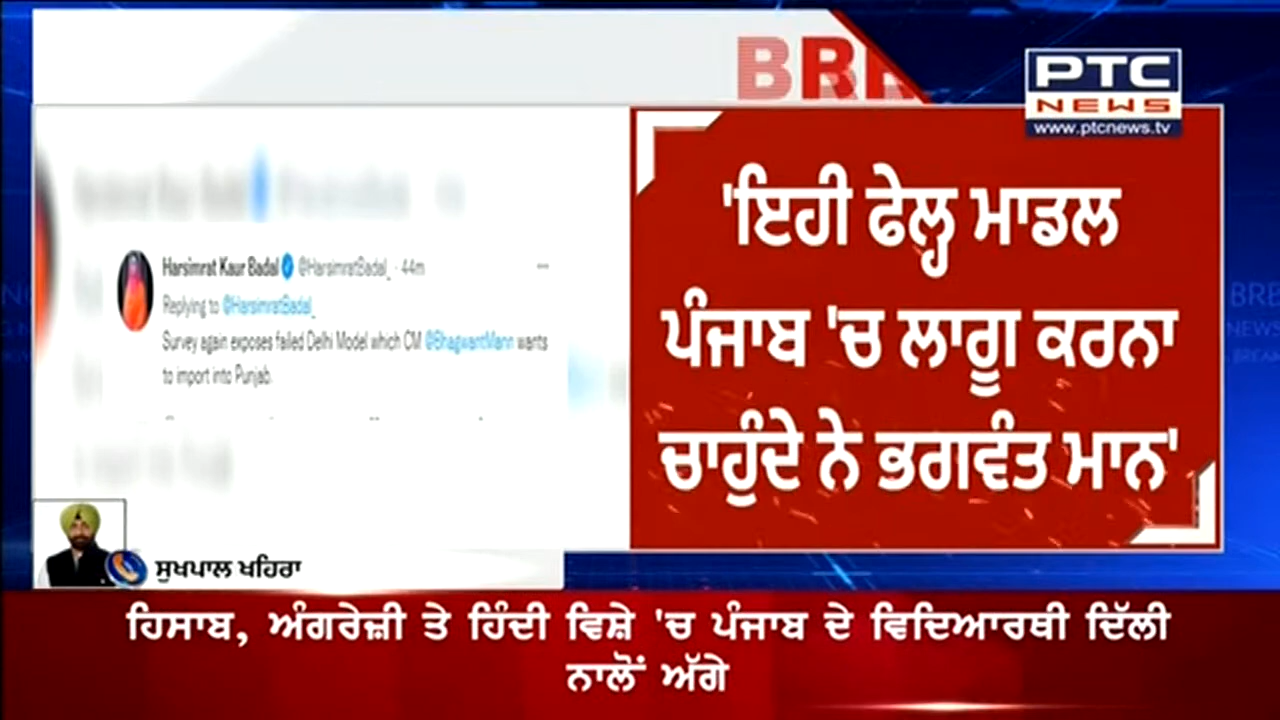 BRE
PTC
NEWS
www.ptcnews.tv
Harsimrat Kaur Badal @HarsimratBadal_ · 44m
Replying to @HarsimratBadal_
Survey again exposes failed Delhi Model which CM @BhagwantMann wants
to import into Punjab.
'ਇਹੀ ਫੇਲ੍ਹ ਮਾਡਲ
ਪੰਜਾਬ 'ਚ ਲਾਗੂ ਕਰਨਾ
ਚਾਹੁੰਦੇ ਨੇ ਭਗਵੰਤ ਮਾਨ'
ਸੁਖਪਾਲ ਖਹਿਰਾ
ਹਿਸਾਬ, ਅੰਗਰੇਜ਼ੀ ਤੇ ਹਿੰਦੀ ਵਿਸ਼ੇ 'ਚ ਪੰਜਾਬ ਦੇ ਵਿਦਿਆਰਥੀ ਦਿੱਲੀ
ਨਾਲੋਂ ਅੱਗੇ